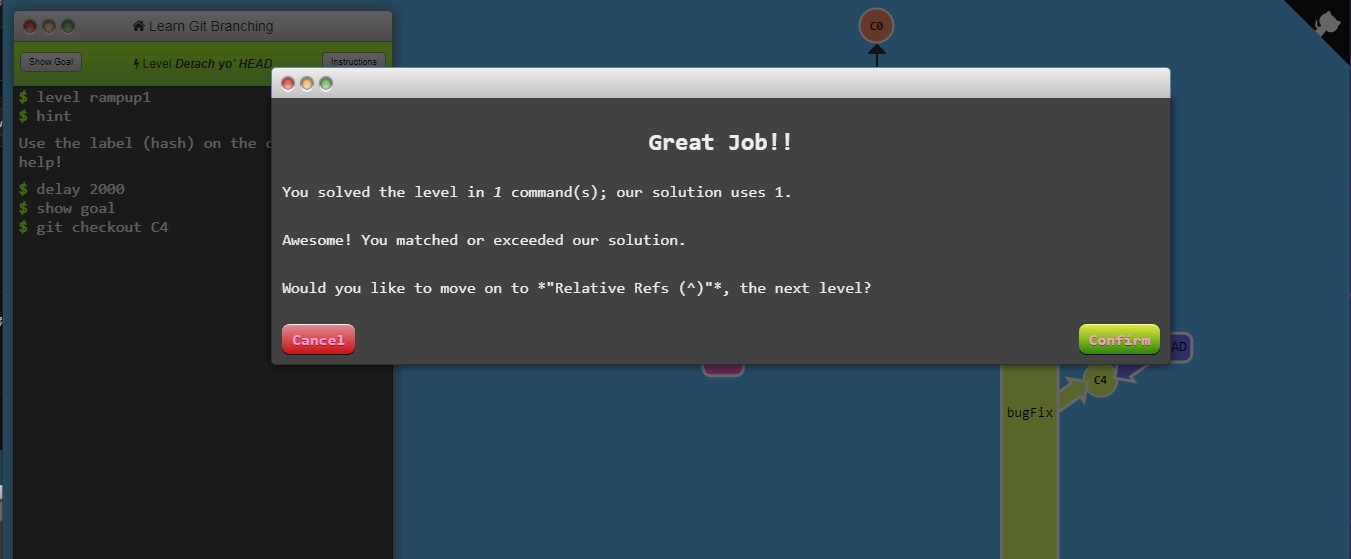 Learn Git Branching
Show Goal
Level Detach yo' HEAD
Instructions
$ level rampup1
$ hint
Use the label (hash) on the
help!
$ delay 2000
$ show goal
$ git checkout C4
C0
Great Job!!
You solved the level in 1 command(s); our solution uses 1.
Awesome! You matched or exceeded our solution.
Would you like to move on to *"Relative Refs (^)"*, the next level?
Cancel
Confirm
AD
C4
bugFix